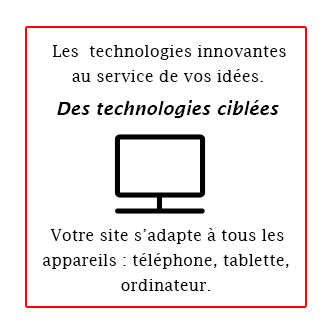 Les technologies innovantes
au service de vos idées.
Des technologies ciblées
Votre site s’adapte à tous les
appareils : téléphone, tablette,
ordinateur.